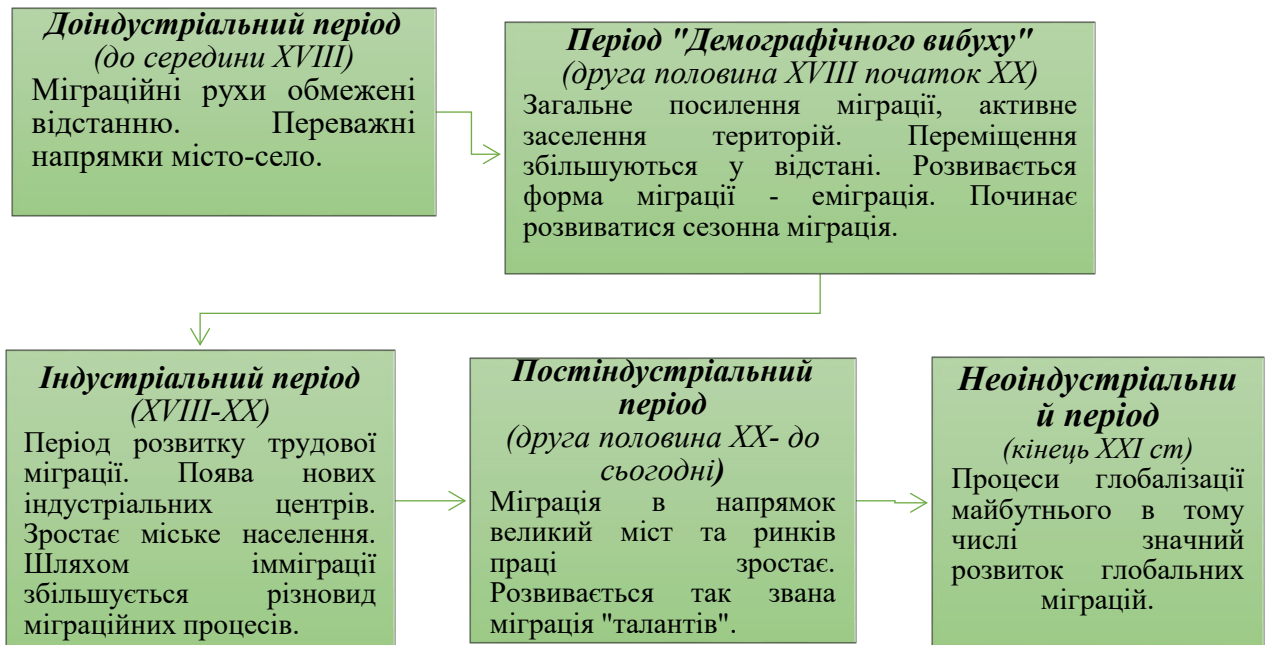 Доіндустріальний період
(до середини XVIII)
Міграційні рухи обмежені
відстанню. Переважні
напрямки місто-село.
Період "Демографічного вибуху"
(друга половина XVIII початок XX)
Загальне посилення міграції, активне
заселення територій. Переміщення
збільшуються у відстані. Розвивається
форма міграції - еміграція. Починає
розвиватися сезонна міграція.
Індустріальний період
(XVIII-XX)
Період розвитку трудової
міграції. Поява нових
індустріальних центрів.
Зростає міське населення.
Шляхом імміграції
збільшується різновид
міграційних процесів.
Постіндустріальний
період
(друга половина XX- до
сьогодні)
Міграція в напрямок
великий міст та ринків
праці зростає.
Розвивається так звана
міграція "талантів".
Неоіндустріальни
й період
(кінець XXI ст)
Процеси глобалізації
майбутнього в тому
числі значний
розвиток глобальних
міграцій.